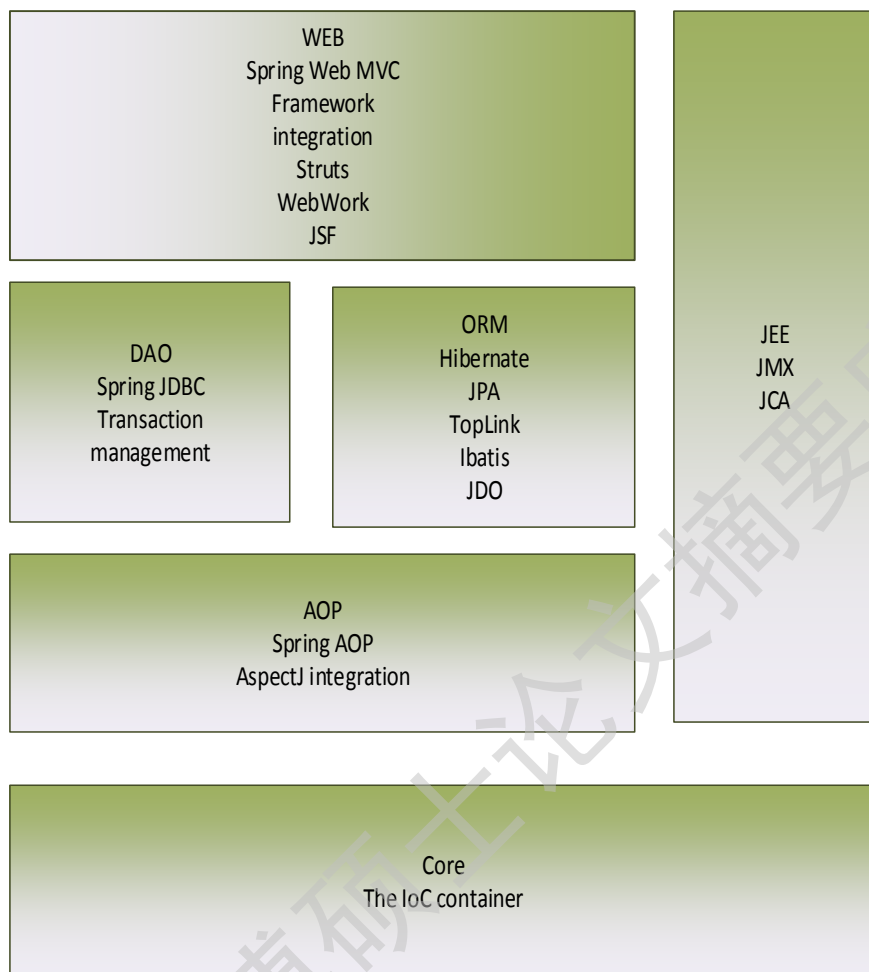 WEB
Spring Web MVC
Framework
integration
Struts
WebWork
JSF
DAO
Spring JDBC
Transaction
management
ORM
Hibernate
JPA
TopLink
Ibatis
JDO
JEE
JMX
JCA
AOP
Spring AOP
AspectJ integration
Core
The IoC container
博硕士论文摘要